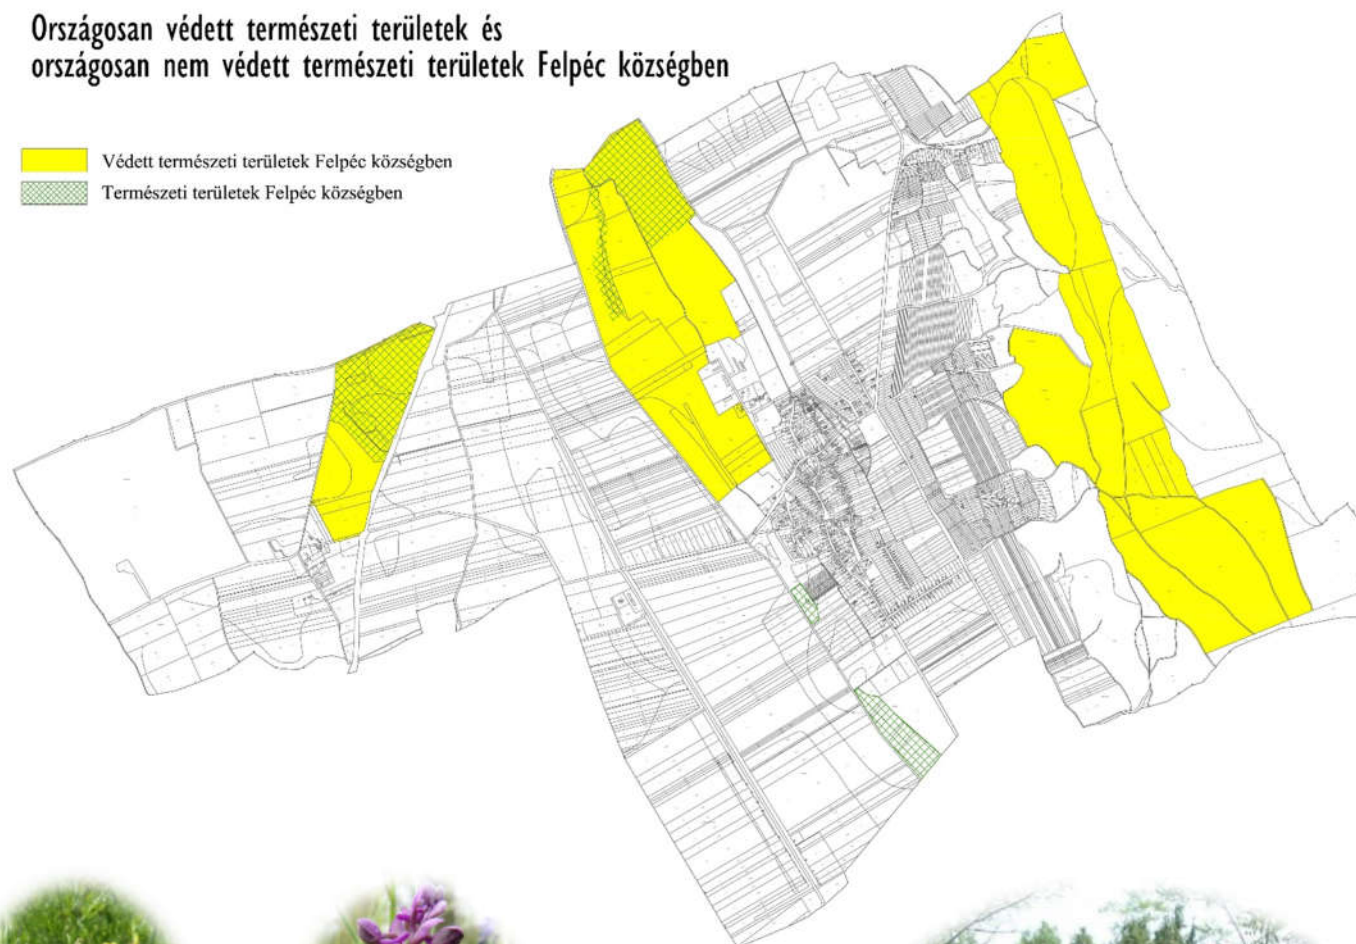 Országosan védett természeti területek és
országosan nem védett természeti területek Felpéc községben
Védett természeti területek Felpéc községben
Természeti területek Felpéc községben